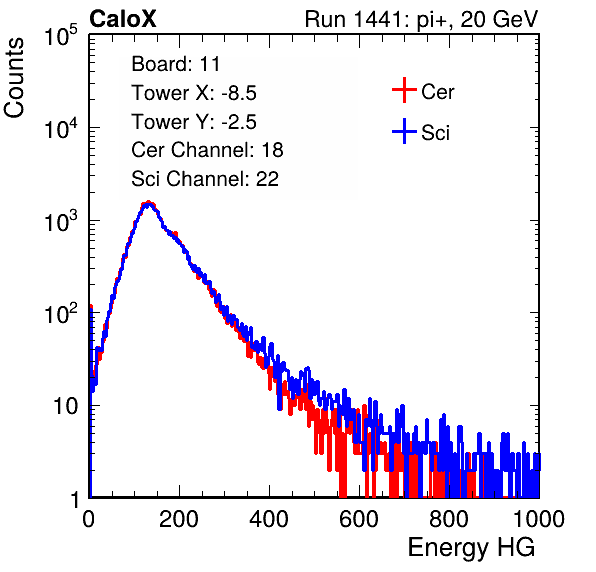 CaloX Run 1441: pi+, 20 GeV
Counts
Board: 11
Tower X: -8.5
Tower Y: -2.5
Cer Channel: 18
Sci Channel: 22
Cer
Sci
10^5
10^4
10^3
10^2
10
1
0 200 400 600 800 1000
Energy HG